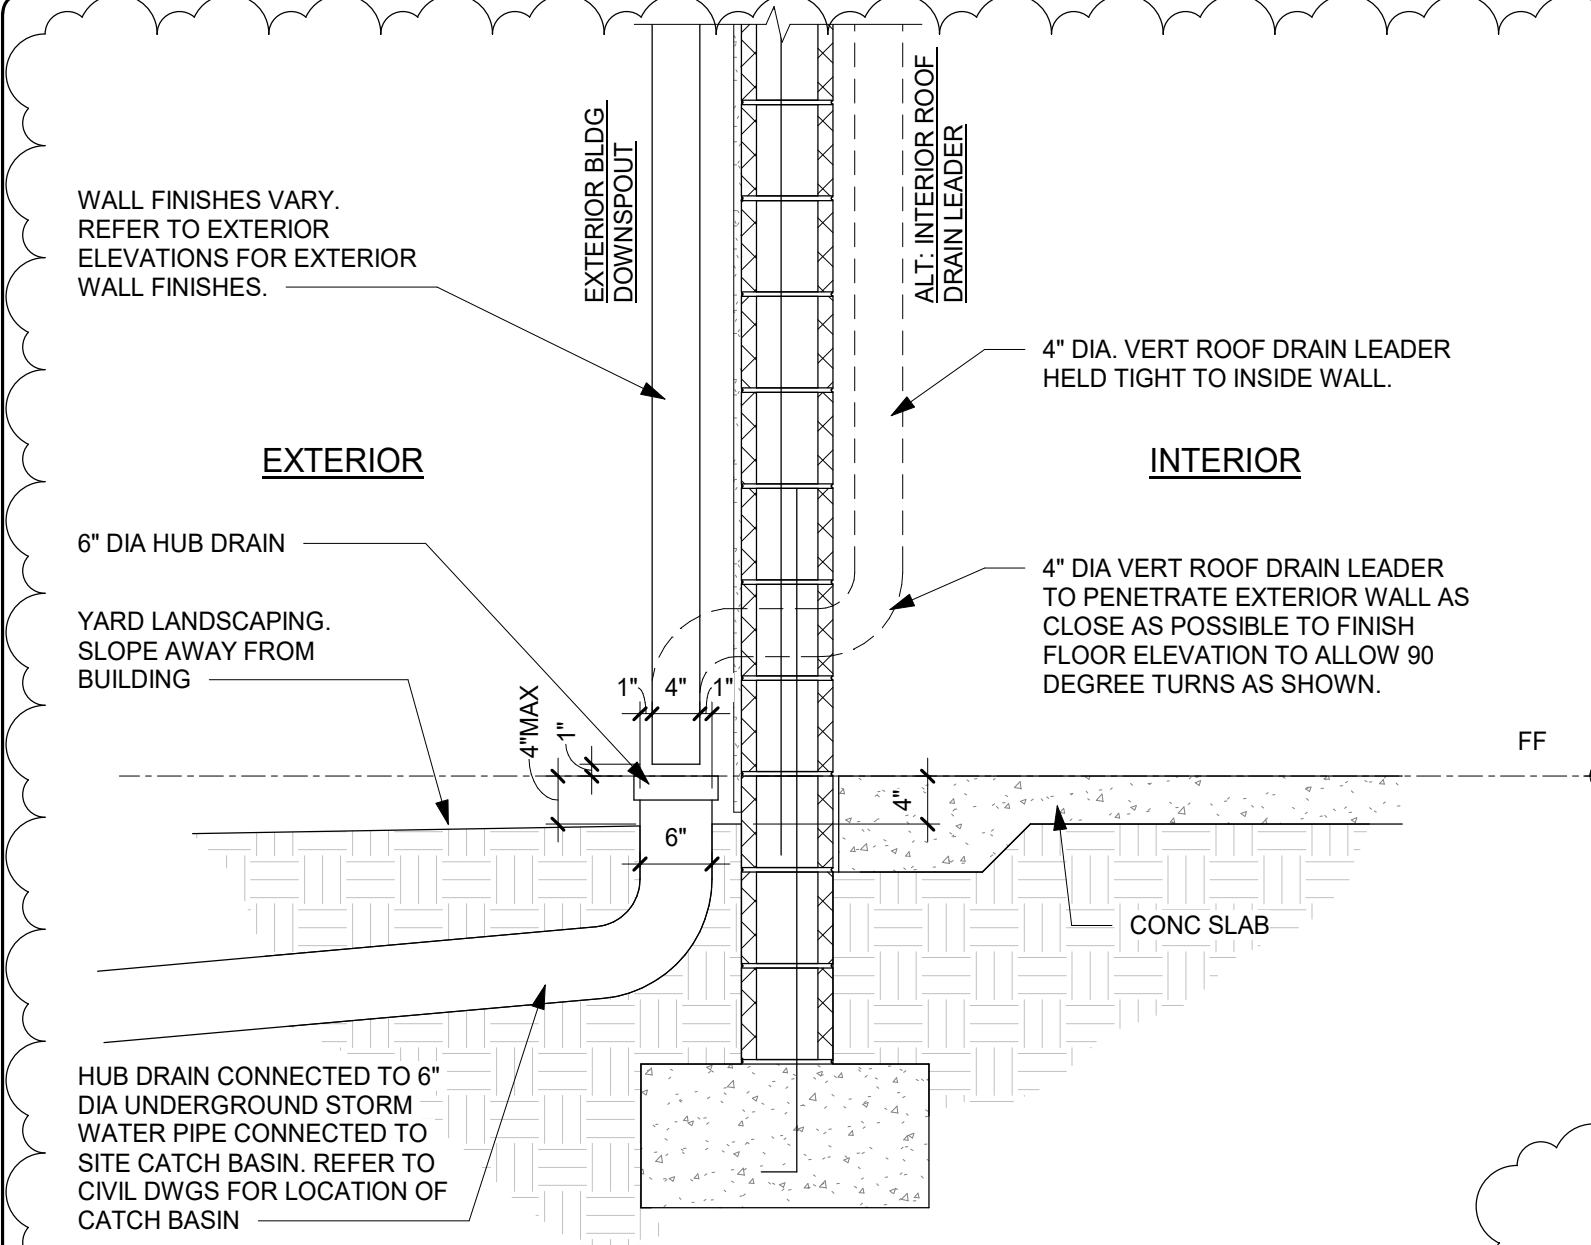 EXTERIOR BLDG
DOWNSPOUT
ALT: INTERIOR ROOF
DRAIN LEADER
WALL FINISHES VARY.
REFER TO EXTERIOR
ELEVATIONS FOR EXTERIOR
WALL FINISHES.
4" DIA. VERT ROOF DRAIN LEADER
HELD TIGHT TO INSIDE WALL.
EXTERIOR
INTERIOR
6" DIA HUB DRAIN
4" DIA VERT ROOF DRAIN LEADER
TO PENETRATE EXTERIOR WALL AS
CLOSE AS POSSIBLE TO FINISH
FLOOR ELEVATION TO ALLOW 90
DEGREE TURNS AS SHOWN.
YARD LANDSCAPING.
SLOPE AWAY FROM
BUILDING
1" 4" 1"
4"MAX
1"
FF
4"
6"
CONC SLAB
HUB DRAIN CONNECTED TO 6"
DIA UNDERGROUND STORM
WATER PIPE CONNECTED TO
SITE CATCH BASIN. REFER TO
CIVIL DWGS FOR LOCATION OF
CATCH BASIN